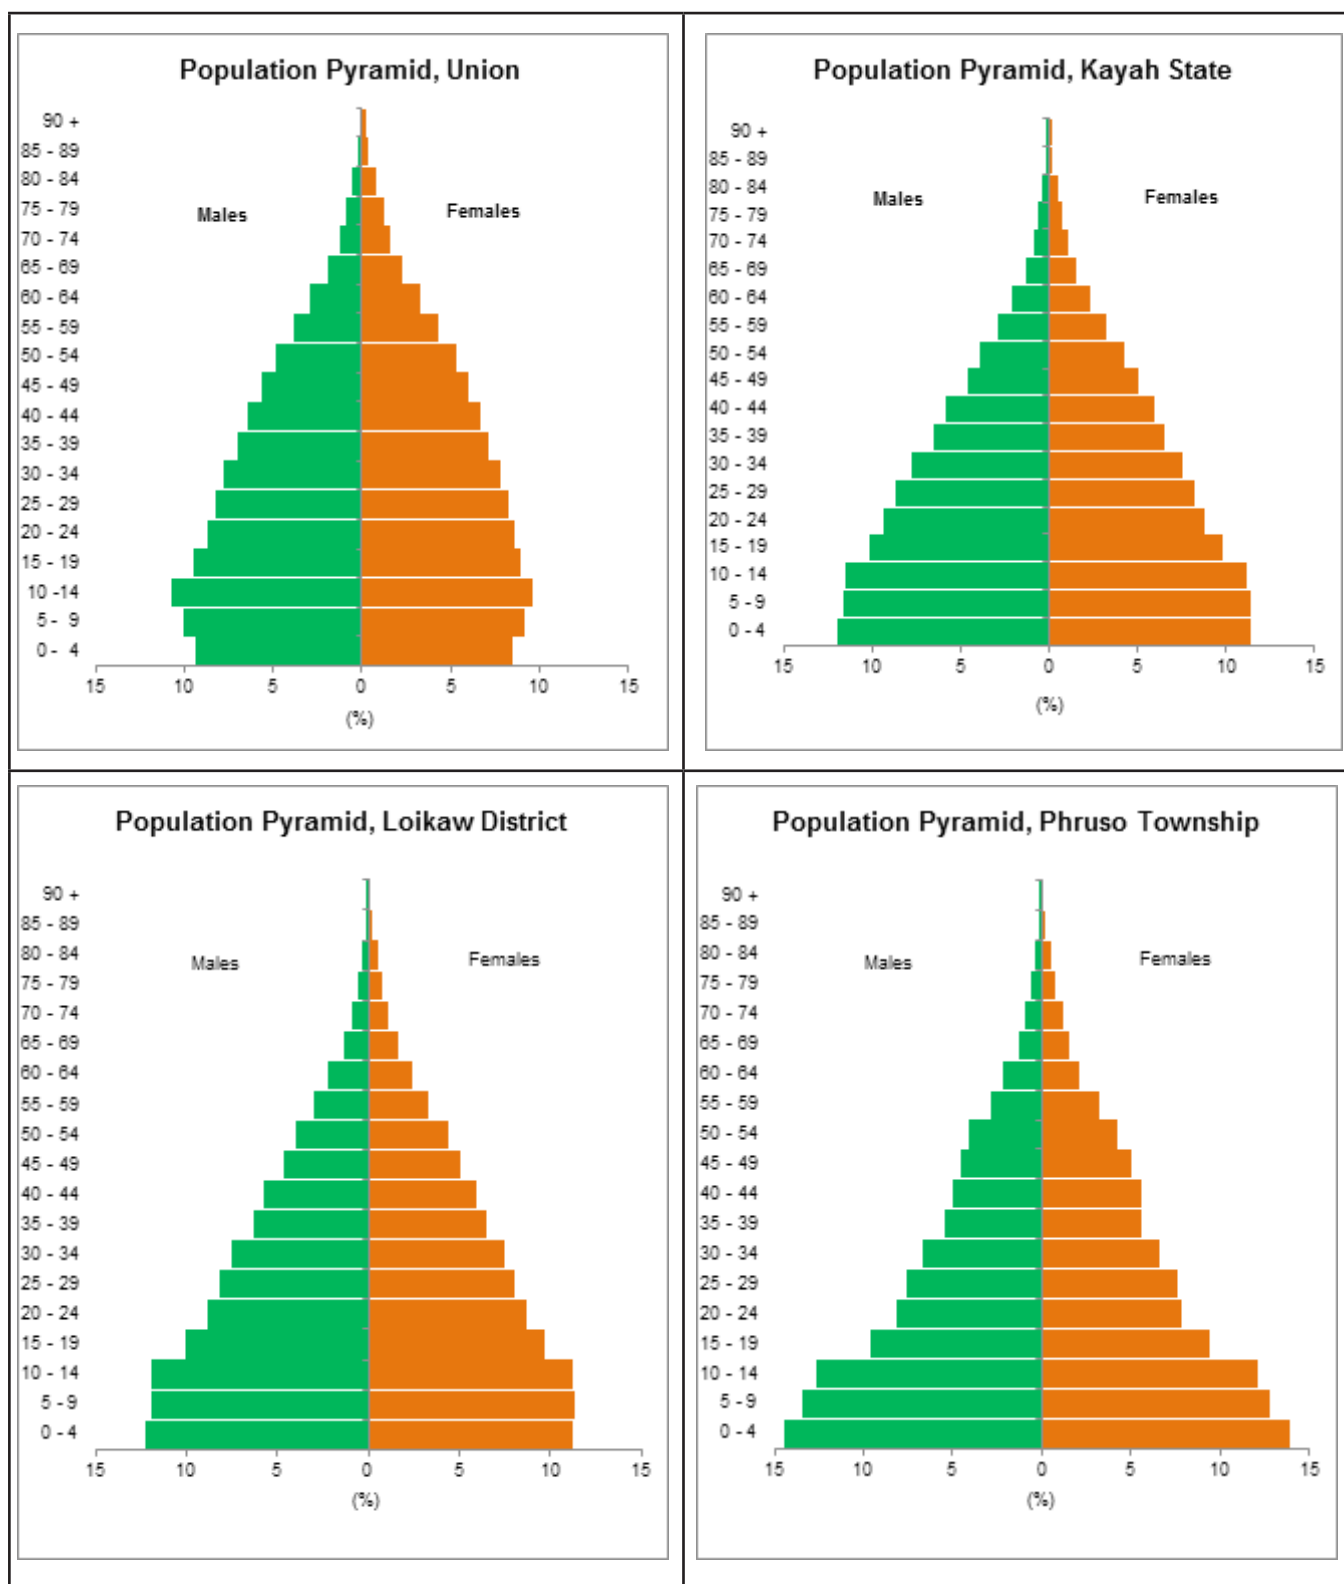 Population Pyramid, Union
90 +
85 - 89
80 - 84
75 - 79
70 - 74
65 - 69
60 - 64
55 - 59
50 - 54
45 - 49
40 - 44
35 - 39
30 - 34
25 - 29
20 - 24
15 - 19
10 -14
5 -  9
0 -  4
Males
Females
15 10 5 0 5 10 15
(%)
Population Pyramid, Kayah State
90 +
85 - 89
80 - 84
75 - 79
70 - 74
65 - 69
60 - 64
55 - 59
50 - 54
45 - 49
40 - 44
35 - 39
30 - 34
25 - 29
20 - 24
15 - 19
10 - 14
5 - 9
0 - 4
Males
Females
15 10 5 0 5 10 15
(%)
Population Pyramid, Loikaw District
90 +
85 - 89
80 - 84
75 - 79
70 - 74
65 - 69
60 - 64
55 - 59
50 - 54
45 - 49
40 - 44
35 - 39
30 - 34
25 - 29
20 - 24
15 - 19
10 - 14
5 - 9
0 - 4
Males
Females
15 10 5 0 5 10 15
(%)
Population Pyramid, Phruso Township
90 +
85 - 89
80 - 84
75 - 79
70 - 74
65 - 69
60 - 64
55 - 59
50 - 54
45 - 49
40 - 44
35 - 39
30 - 34
25 - 29
20 - 24
15 - 19
10 - 14
5 - 9
0 - 4
Males
Females
15 10 5 0 5 10 15
(%)